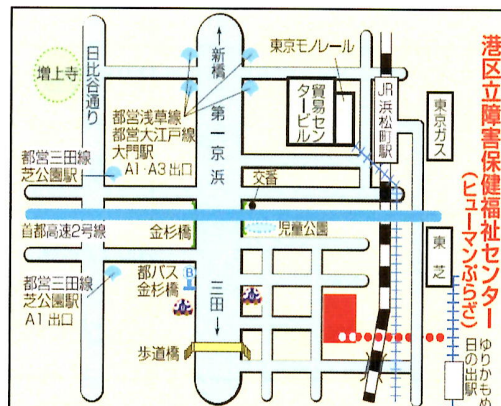 港区立障害保健福祉センター
(ヒューマンぷらざ)
新橋
第一京浜
三田
日比谷通り
増上寺
東京モノレール
貿易セン
タービル
JR浜松町駅
東京ガス
都営浅草線
都営大江戸線
大門駅
A1・A3出口
都営三田線
芝公園駅
交番
首都高速2号線
金杉橋
児童公園
東芝
都営三田線
芝公園駅
A1出口
都バス
金杉橋
B
歩道橋
ゆりかもめ
日の出駅